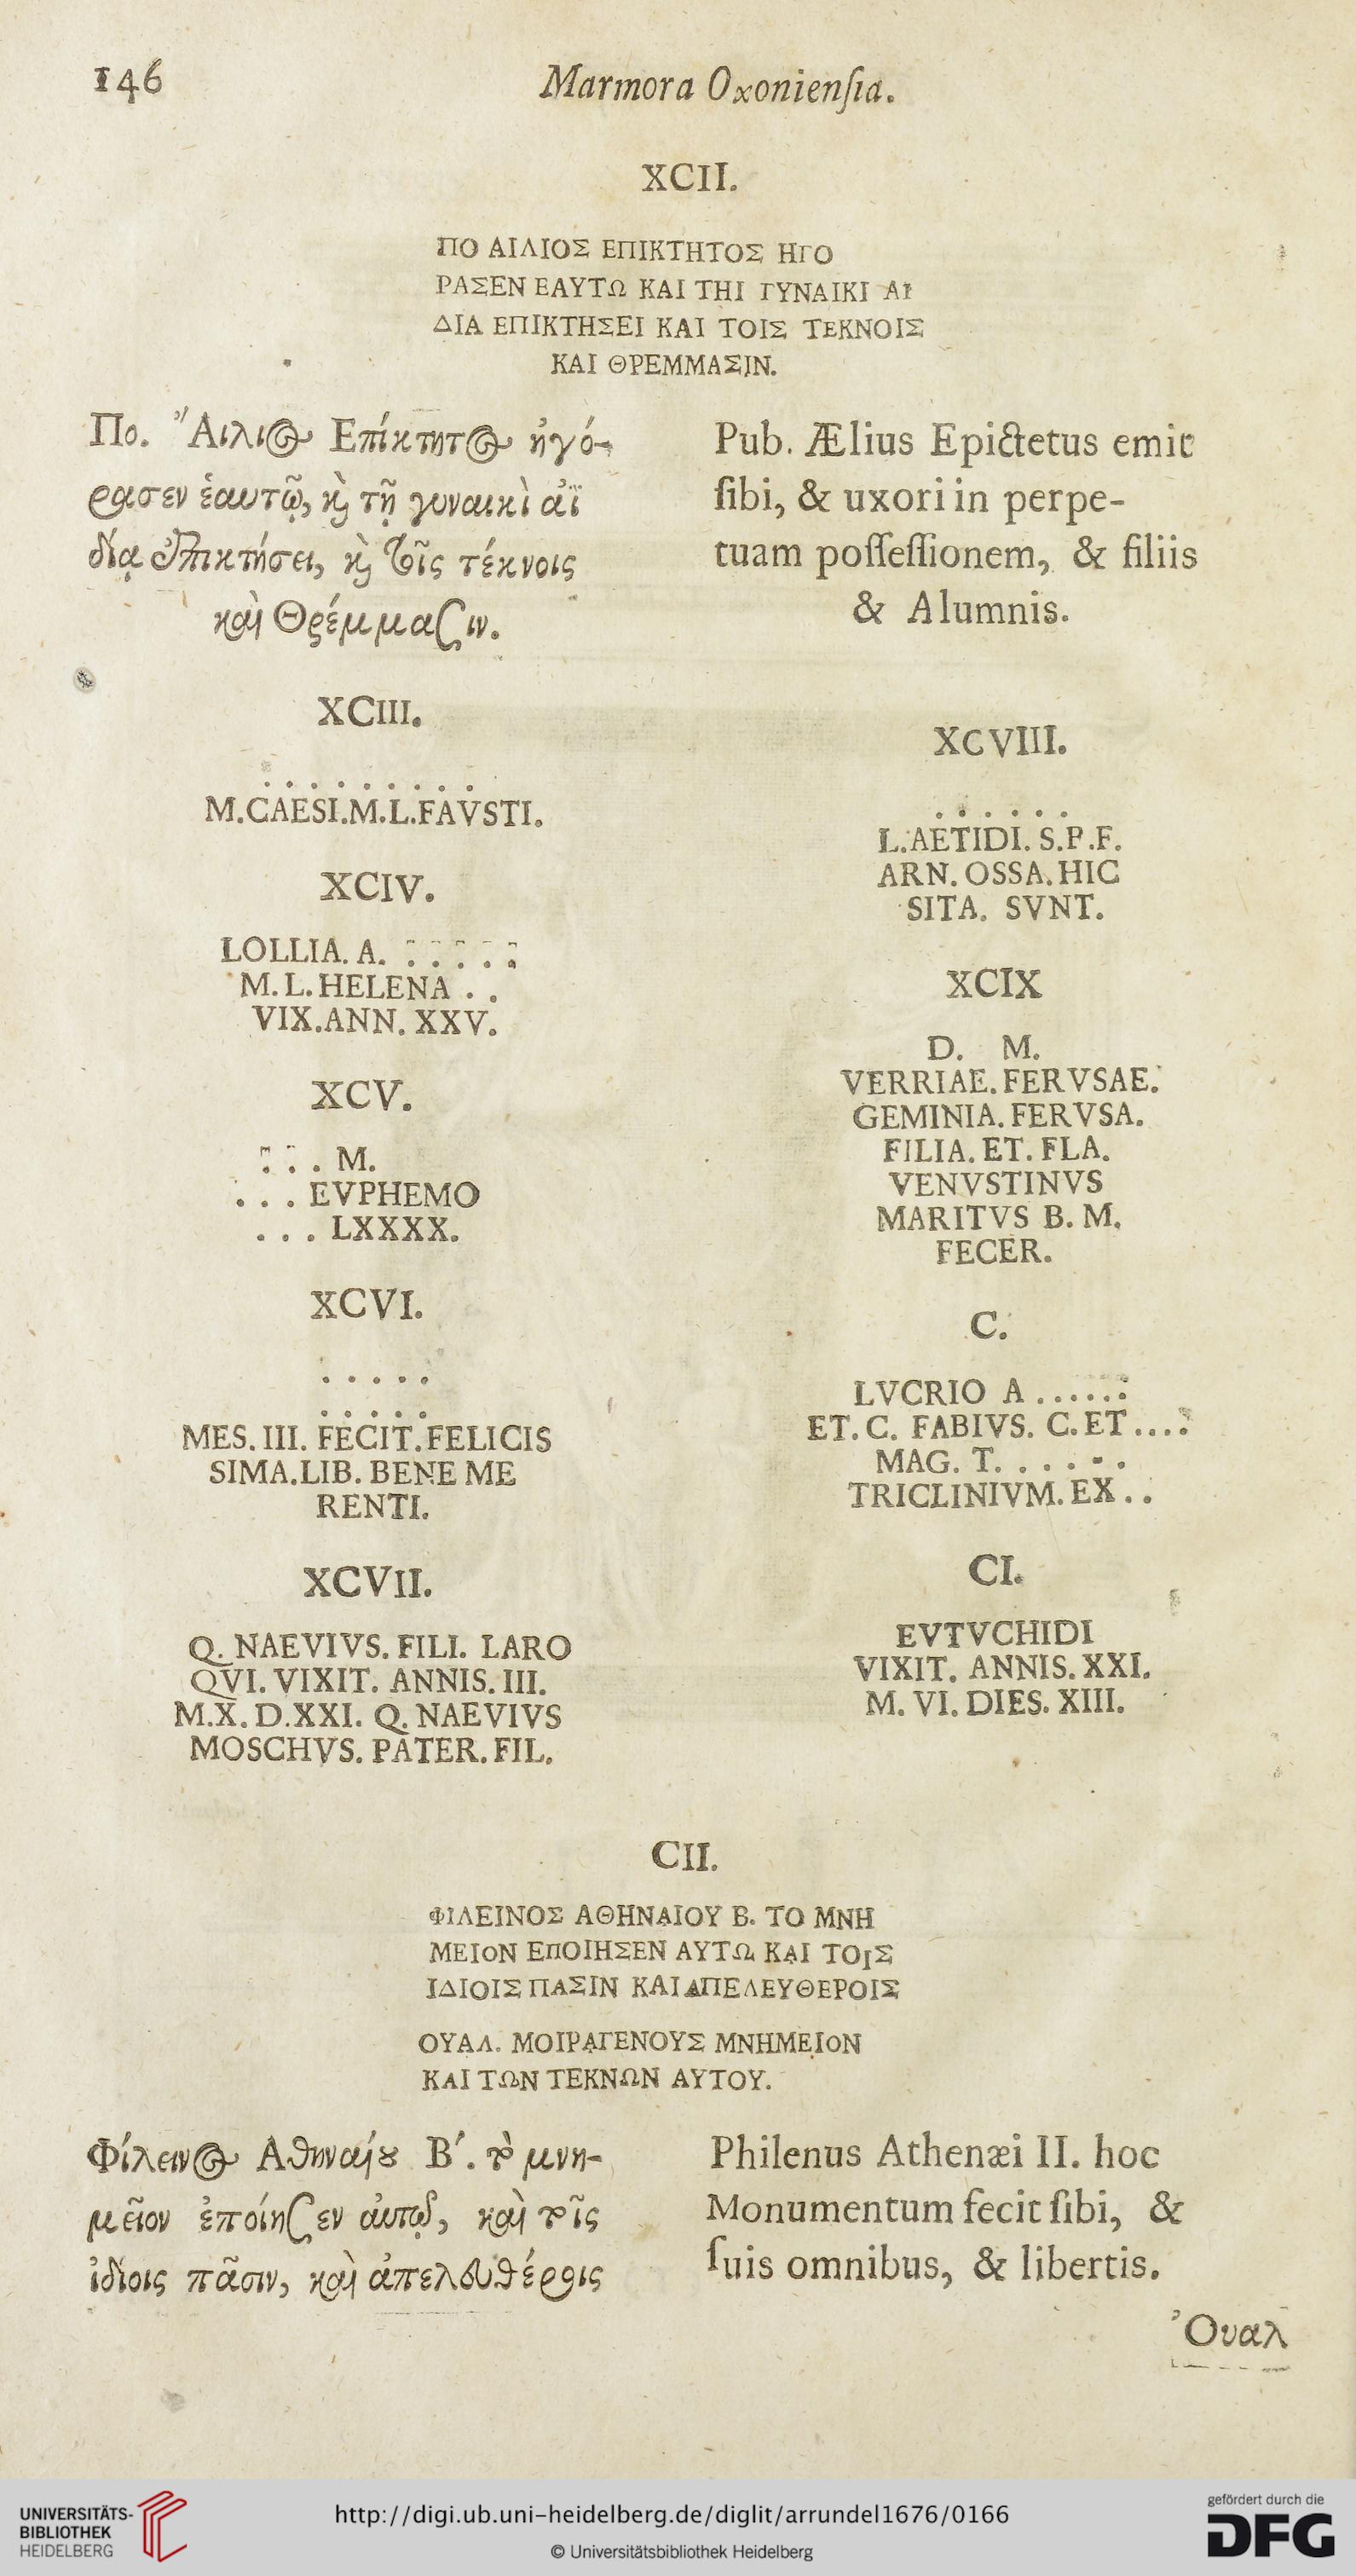 146
Marmora Oxonienſia.
XCII.
ΠΟ ΑΙΛΙΟΣ ΕΠΙΚΤΗΤΟΣ ΗΓΟ
ΡΑΣΕΝ ΕΑΥΤΩ ΚΑΙ ΤΗΙ ΓΥΝΑΙΚΙ ΑΙ
ΔΙΑ ΕΠΙΚΤΗΣΕΙ ΚΑΙ ΤΟΙΣ ΤΕΚΝΟΙΣ
ΚΑΙ ΘΡΕΜΜΑΣΙΝ.
Πο. Ἄιλιος Επίκτητος ἠγό-
ρασεν ἑαυτῷ, κὶ τῇ γυναικὶ αἰ̈
δίᾳ ἐπικτήσει, κὶ τοῖς τέκνοις
καὶ Θρέμμασιν.
Pub. Ælius Epictetus emit
ſibi, & uxori in perpe-
tuam poſſeſſionem, & filiis
& Alumnis.
XCIII.
. . . . . . . . .
M.CAESI.M.L.FAVSTI.
XCIV.
LOLLIA. A. . . . . .
M. L. HELENA . .
VIX.ANN. XXV.
XCV.
. . . M.
. . . EVPHEMO
. . . LXXXX.
XCVI.
. . . . .
. . . . .
MES. III. FECIT. FELICIS
SIMA. LIB. BENE ME
RENTI.
XCVII.
Q. NAEVIVS. FILI. LARO
QVI. VIXIT. ANNIS. III.
M.X. D.XXI. Q. NAEVIVS
MOSCHVS. PATER. FIL.
XCVIII.
. . . . . .
L. AETIDI. S.P.F.
ARN. OSSA. HIC
SITA. SVNT.
XCIX
D. M.
VERRIAE. FERVSAE.
GEMINIA. FERVSA.
FILIA. ET. FLA.
VENVSTINVS
MARITVS B. M.
FECER.
C.
LVCRIO A . . . . . .
ET. C. FABIVS. C. ET . . . .
MAG. T. . . . . . .
TRICLINIVM. EX . .
CI.
EVTVCHIDI
VIXIT. ANNIS. XXI.
M. VI. DIES. XIII.
CII.
ΦΙΛΕΙΝΟΣ ΑΘΗΝΑΙΟΥ Β. ΤΟ ΜΝΗ
ΜΕΙΟΝ ΕΠΟΙΗΣΕΝ ΑΥΤΩ ΚΑΙ ΤΟΙΣ
ΙΔΙΟΙΣ ΠΑΣΙΝ ΚΑΙ ΑΠΕΛΕΥΘΕΡΟΙΣ
ΟΥΑΛ. ΜΟΙΡΑΓΕΝΟΥΣ ΜΝΗΜΕΙΟΝ
ΚΑΙ ΤΩΝ ΤΕΚΝΩΝ ΑΥΤΟΥ.
Φίλεινος Αθηναίου Β΄. τὸ μνη-
μεῖον ἐποίησεν ἀυτῷ, καὶ τοῖς
ἰδίοις πᾶσιν, καὶ ἀπελευθέροις
Philenus Athenæi II. hoc
Monumentum fecit ſibi, &
ſuis omnibus, & libertis.
Ὀυαλ
UNIVERSITÄTS-
BIBLIOTHEK
HEIDELBERG
http://digi.ub.uni-heidelberg.de/diglit/arrundel1676/0166
© Universitätsbibliothek Heidelberg
gefördert durch die
DFG